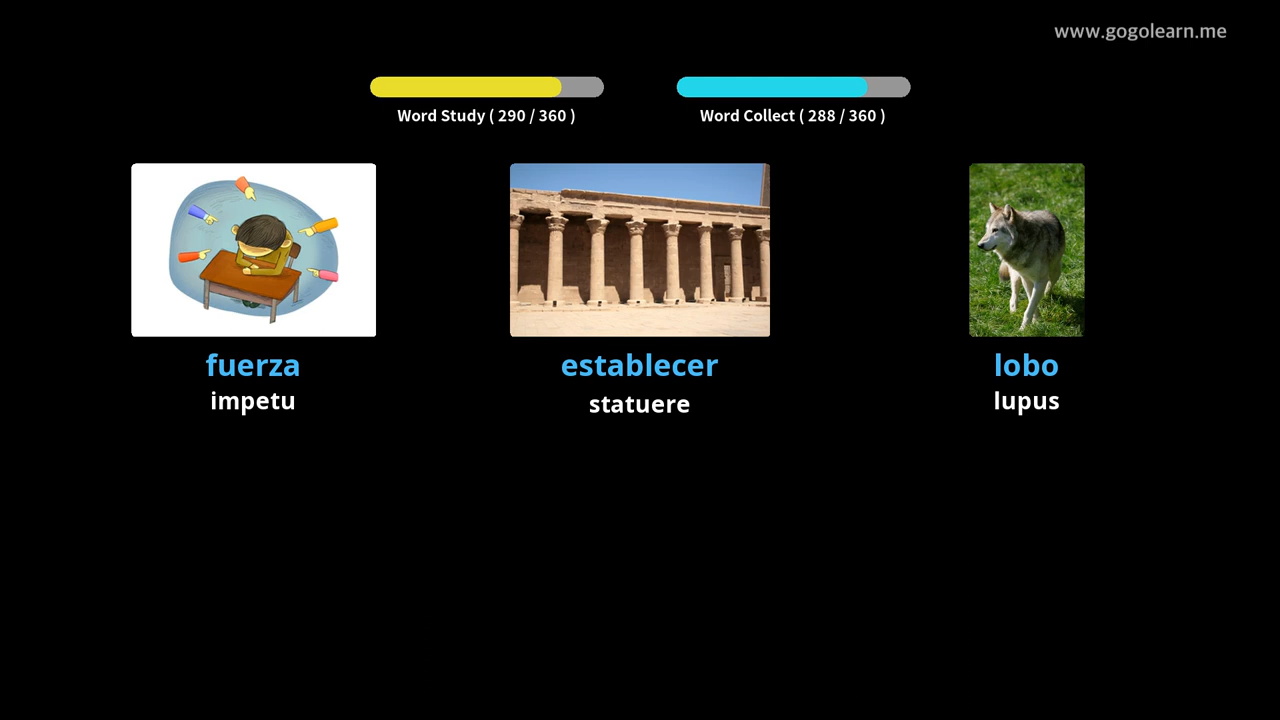 www.gogolearn.me
Word Study ( 290 / 360 )
Word Collect ( 288 / 360 )
fuerza
impetu
establecer
statuere
lobo
lupus